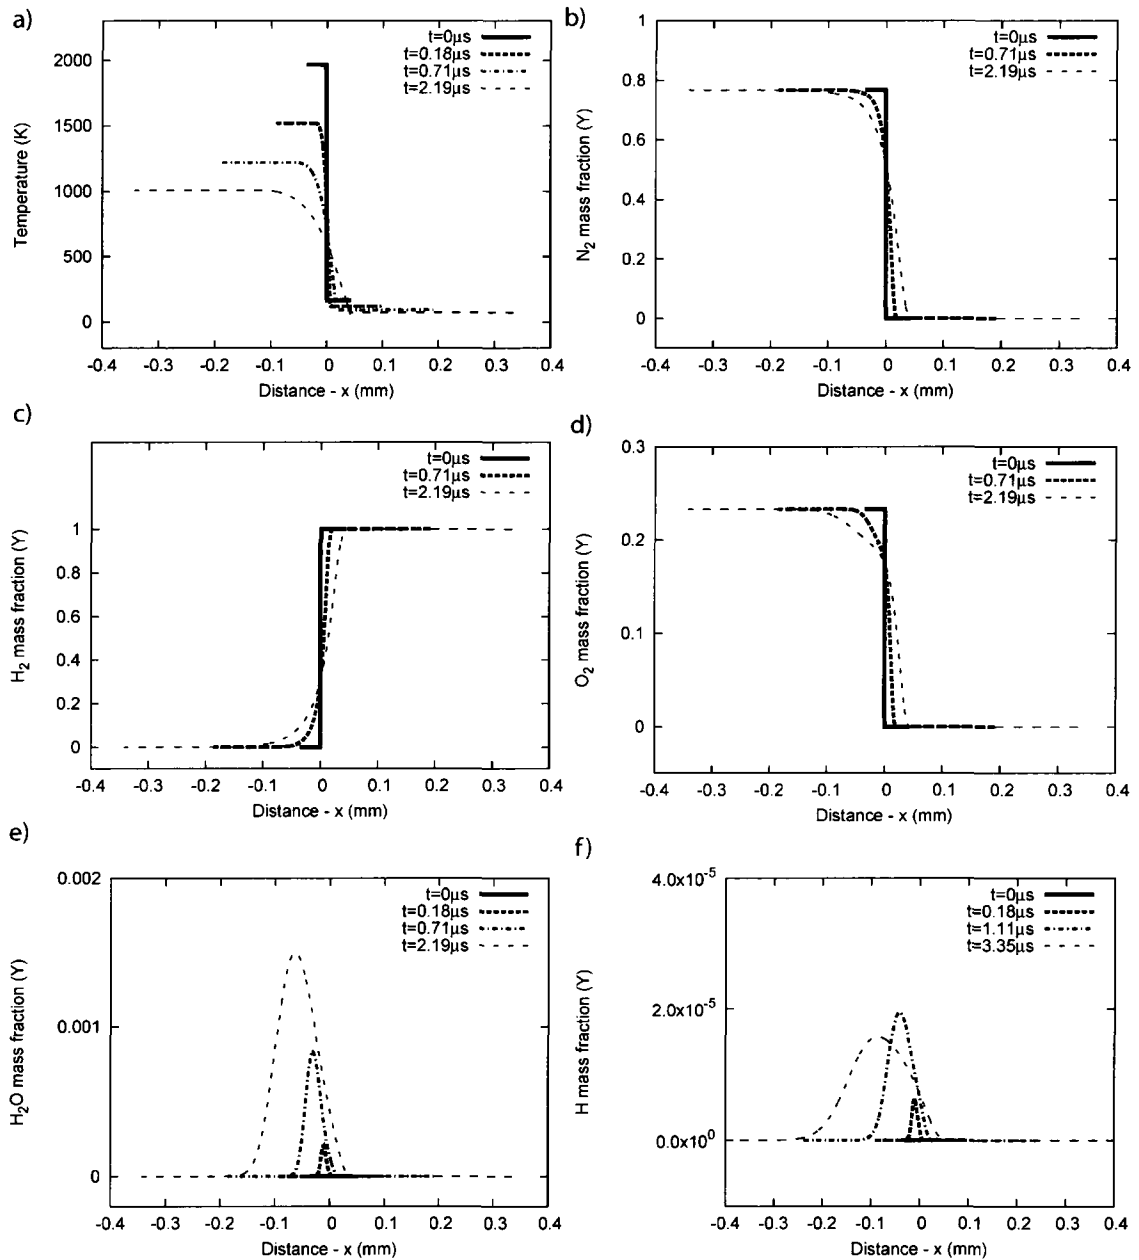 a)
t=0μs
t=0.18μs
t=0.71μs
t=2.19μs
2000
1500
1000
500
0
Temperature (K)
-0.4 -0.3 -0.2 -0.1 0 0.1 0.2 0.3 0.4
Distance - x (mm)
b)
t=0μs
t=0.71μs
t=2.19μs
1
0.8
0.6
0.4
0.2
0
N2 mass fraction (Y)
-0.4 -0.3 -0.2 -0.1 0 0.1 0.2 0.3 0.4
Distance - x (mm)
c)
t=0μs
t=0.71μs
t=2.19μs
1
0.8
0.6
0.4
0.2
0
H2 mass fraction (Y)
-0.4 -0.3 -0.2 -0.1 0 0.1 0.2 0.3 0.4
Distance - x (mm)
d)
t=0μs
t=0.71μs
t=2.19μs
0.3
0.2
0.1
0
O2 mass fraction (Y)
-0.4 -0.3 -0.2 -0.1 0 0.1 0.2 0.3 0.4
Distance - x (mm)
e)
t=0μs
t=0.18μs
t=0.71μs
t=2.19μs
0.002
0.001
0
H2O mass fraction (Y)
-0.4 -0.3 -0.2 -0.1 0 0.1 0.2 0.3 0.4
Distance - x (mm)
f)
t=0μs
t=0.18μs
t=1.11μs
t=3.35μs
4.0x10-5
2.0x10-5
0.0x100
H mass fraction (Y)
-0.4 -0.3 -0.2 -0.1 0 0.1 0.2 0.3 0.4
Distance - x (mm)